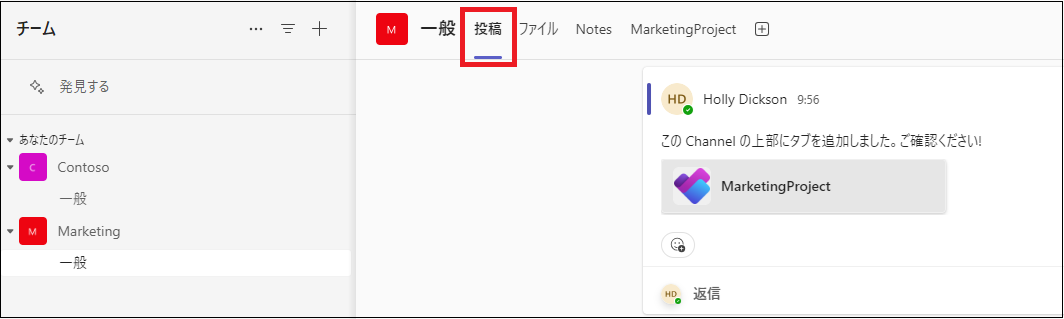 チーム
発見する
あなたのチーム
C Contoso
一般
M Marketing
一般
M 一般 投稿 ファイル Notes MarketingProject
HD Holly Dickson 9:56
この Channel の上部にタブを追加しました。ご確認ください!
MarketingProject
HD 返信